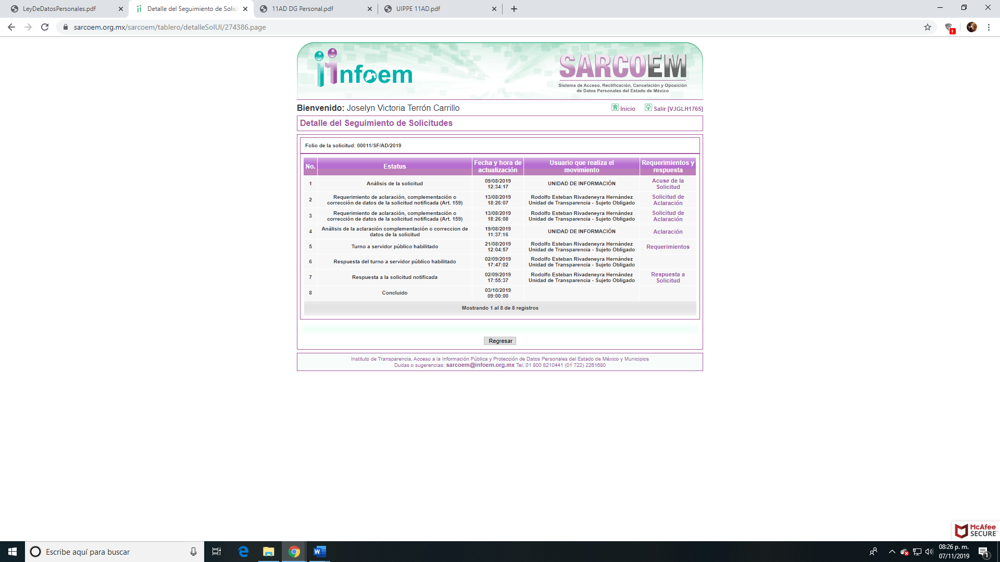 LeyDeDatosPersonales.pdf
Detalle del Seguimiento de Solic
11AD DG Personal.pdf
UIPPE 11AD.pdf
sarcoem.org.mx/sarcoem/tablero/detalleSolUI/274386.page
infoem
SARCOEM
Sistema de Acceso, Rectificación, Cancelación y Oposición
de Datos Personales del Estado de México
Bienvenido: Joselyn Victoria Terrón Carrillo
Inicio
Salir [VJGLH1765]
Detalle del Seguimiento de Solicitudes
Folio de la solicitud: 00011/SF/AD/2019
No. Estatus Fecha y hora de actualización Usuario que realiza el movimiento Requerimientos y respuesta
1 Análisis de la solicitud 09/08/2019 12:34:17 UNIDAD DE INFORMACIÓN Acuse de la Solicitud
2 Requerimiento de aclaración, complementación o corrección de datos de la solicitud notificada (Art. 159) 13/08/2019 18:26:07 Rodolfo Esteban Rivadeneyra Hernández Unidad de Transparencia - Sujeto Obligado Solicitud de Aclaración
3 Requerimiento de aclaración, complementación o corrección de datos de la solicitud notificada (Art. 159) 13/08/2019 18:26:08 Rodolfo Esteban Rivadeneyra Hernández Unidad de Transparencia - Sujeto Obligado Solicitud de Aclaración
4 Análisis de la aclaración complementación o correccion de datos de la solicitud 19/08/2019 11:37:16 UNIDAD DE INFORMACIÓN Aclaración
5 Turno a servidor público habilitado 21/08/2019 12:04:57 Rodolfo Esteban Rivadeneyra Hernández Unidad de Transparencia - Sujeto Obligado Requerimientos
6 Respuesta del turno a servidor público habilitado 02/09/2019 17:47:02 Rodolfo Esteban Rivadeneyra Hernández Unidad de Transparencia - Sujeto Obligado
7 Respuesta a la solicitud notificada 02/09/2019 17:55:37 Rodolfo Esteban Rivadeneyra Hernández Unidad de Transparencia - Sujeto Obligado Respuesta a Solicitud
8 Concluido 03/10/2019 09:00:00
Mostrando 1 al 8 de 8 registros
Regresar
Instituto de Transparencia, Acceso a la Información Pública y Protección de Datos Personales del Estado de México y Municipios
Dudas o sugerencias: sarcoem@infoem.org.mx Tel. 01 800 8210441 (01 722) 2261680
McAfee
SECURE
Escribe aquí para buscar
08:26 p. m.
07/11/2019
1